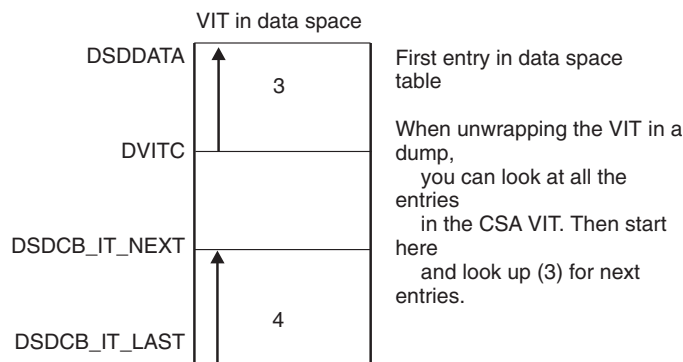 VIT in data space
DSDDATA
3
First entry in data space
table
DVITC
When unwrapping the VIT in a
dump,
you can look at all the
entries
in the CSA VIT. Then start
here
and look up (3) for next
entries.
DSDCB_IT_NEXT
4
DSDCB_IT_LAST